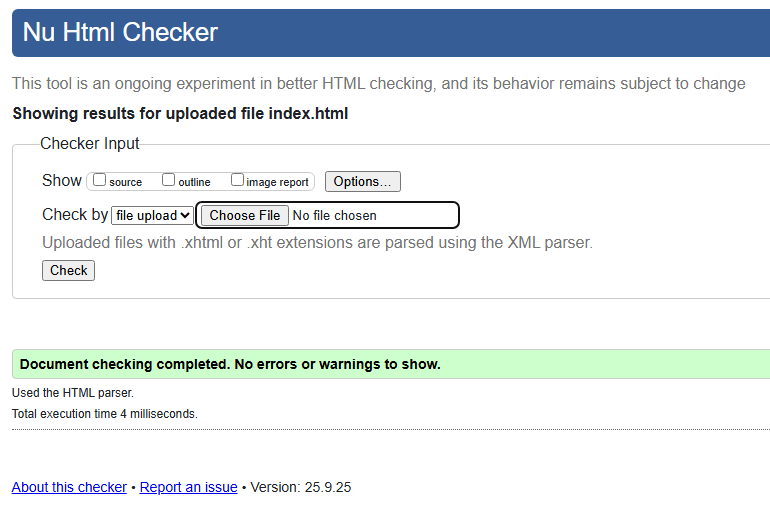 Nu Html Checker
This tool is an ongoing experiment in better HTML checking, and its behavior remains subject to change
Showing results for uploaded file index.html
Checker Input
Show source outline image report Options...
Check by file upload Choose File No file chosen
Uploaded files with .xhtml or .xht extensions are parsed using the XML parser.
Check
Document checking completed. No errors or warnings to show.
Used the HTML parser.
Total execution time 4 milliseconds.
About this checker • Report an issue • Version: 25.9.25